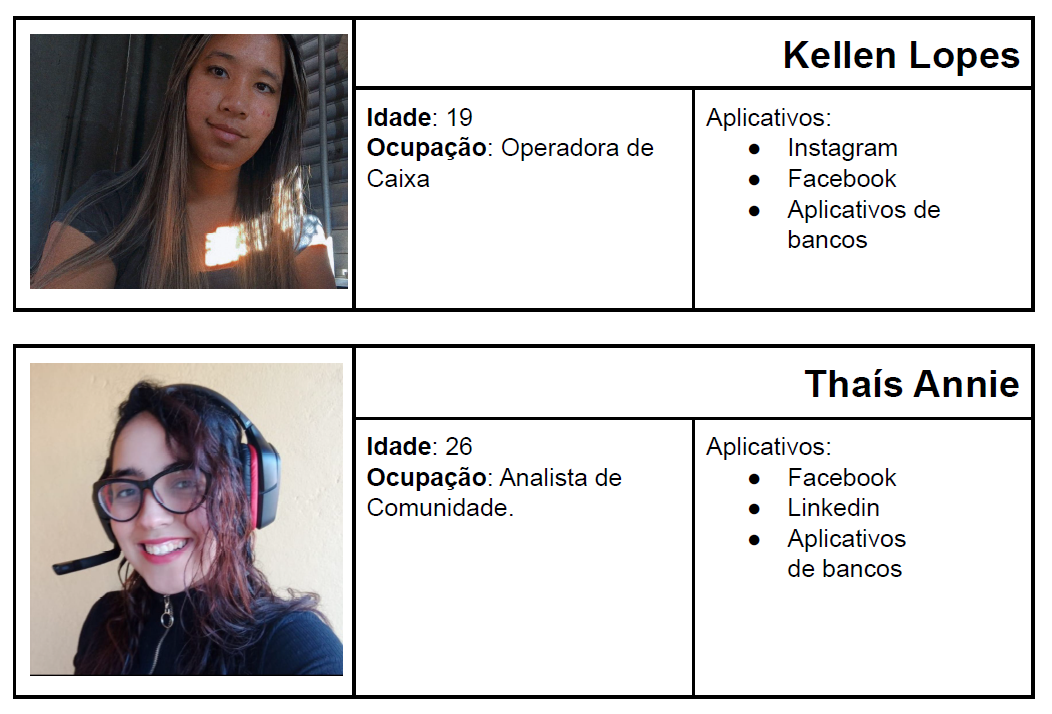 Kellen Lopes
Idade: 19
Ocupação: Operadora de
Caixa
Aplicativos:
● Instagram
● Facebook
● Aplicativos de
bancos
Thaís Annie
Idade: 26
Ocupação: Analista de
Comunidade.
Aplicativos:
● Facebook
● Linkedin
● Aplicativos
de bancos